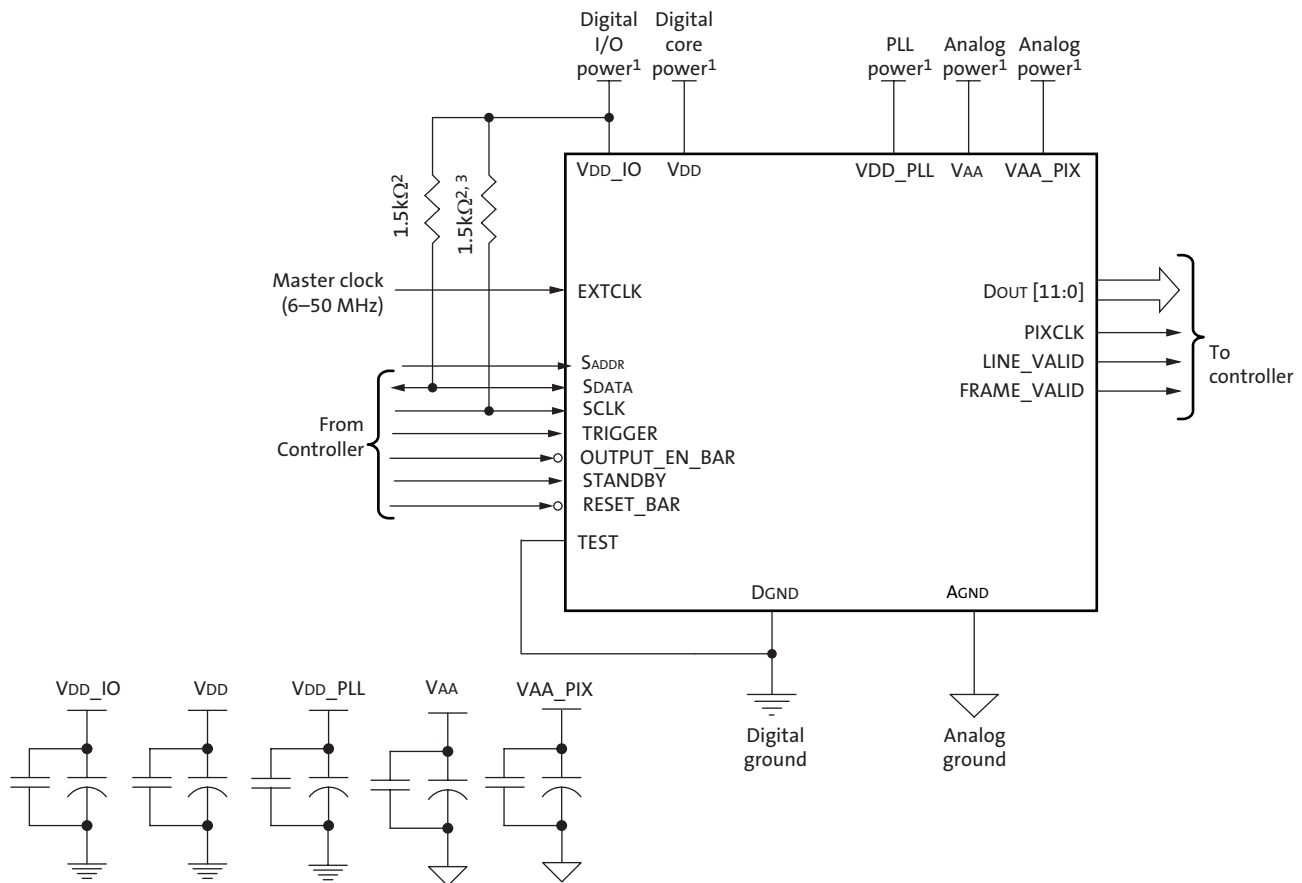 Digital
I/O
power1
Digital
core
power1
PLL
power1
Analog
power1
Analog
power1
VDD_IO
VDD
VDD_PLL
VAA
VAA_PIX
1.5kΩ2
1.5kΩ2, 3
Master clock
(6–50 MHz)
EXTCLK
SADDR
SDATA
SCLK
TRIGGER
OUTPUT_EN_BAR
STANDBY
RESET_BAR
TEST
From
Controller
DOUT [11:0]
PIXCLK
LINE_VALID
FRAME_VALID
To
controller
DGND
AGND
Digital
ground
Analog
ground
VDD_IO
VDD
VDD_PLL
VAA
VAA_PIX